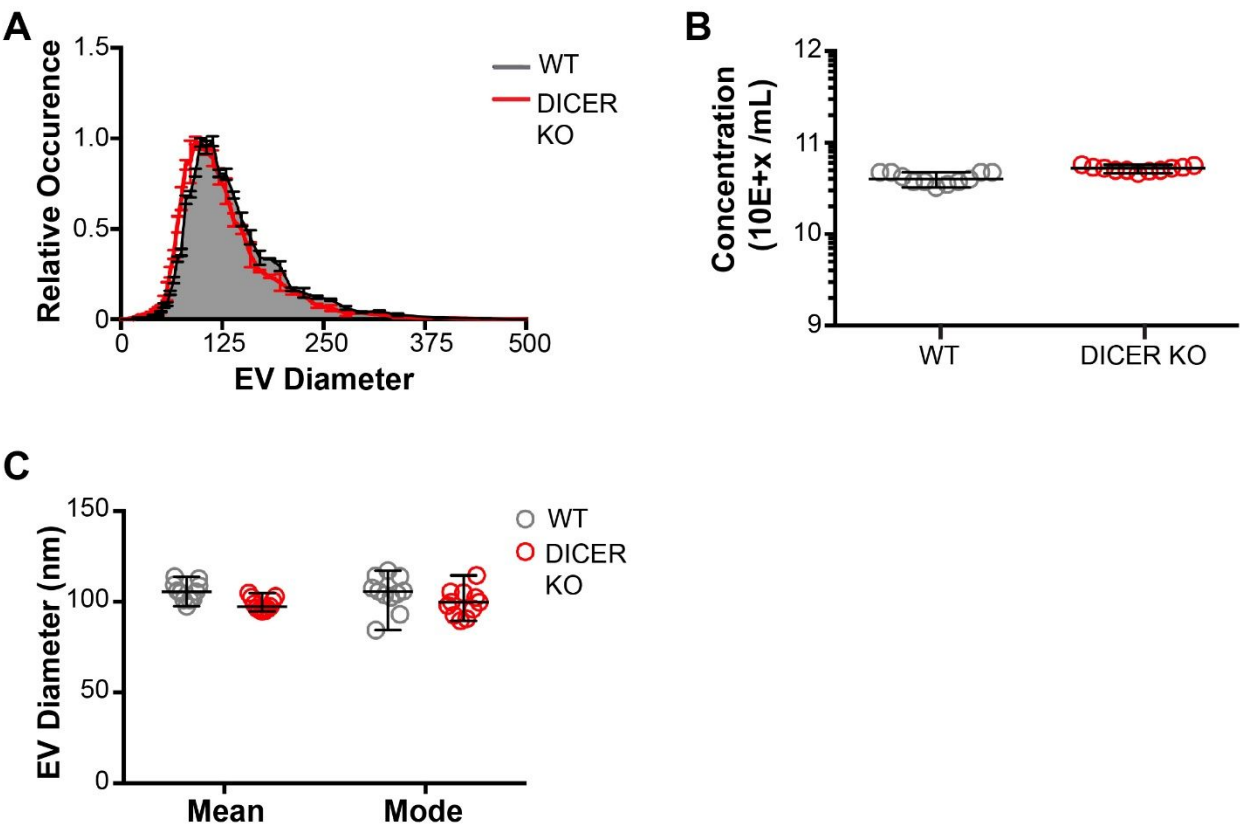 A
Relative Occurence
1.5
1.0
0.5
0
0
125
250
375
500
EV Diameter
WT
DICER
KO
B
Concentration
(10E+x /mL)
12
11
10
9
WT
DICER KO
C
EV Diameter (nm)
150
100
50
0
Mean
Mode
WT
DICER
KO